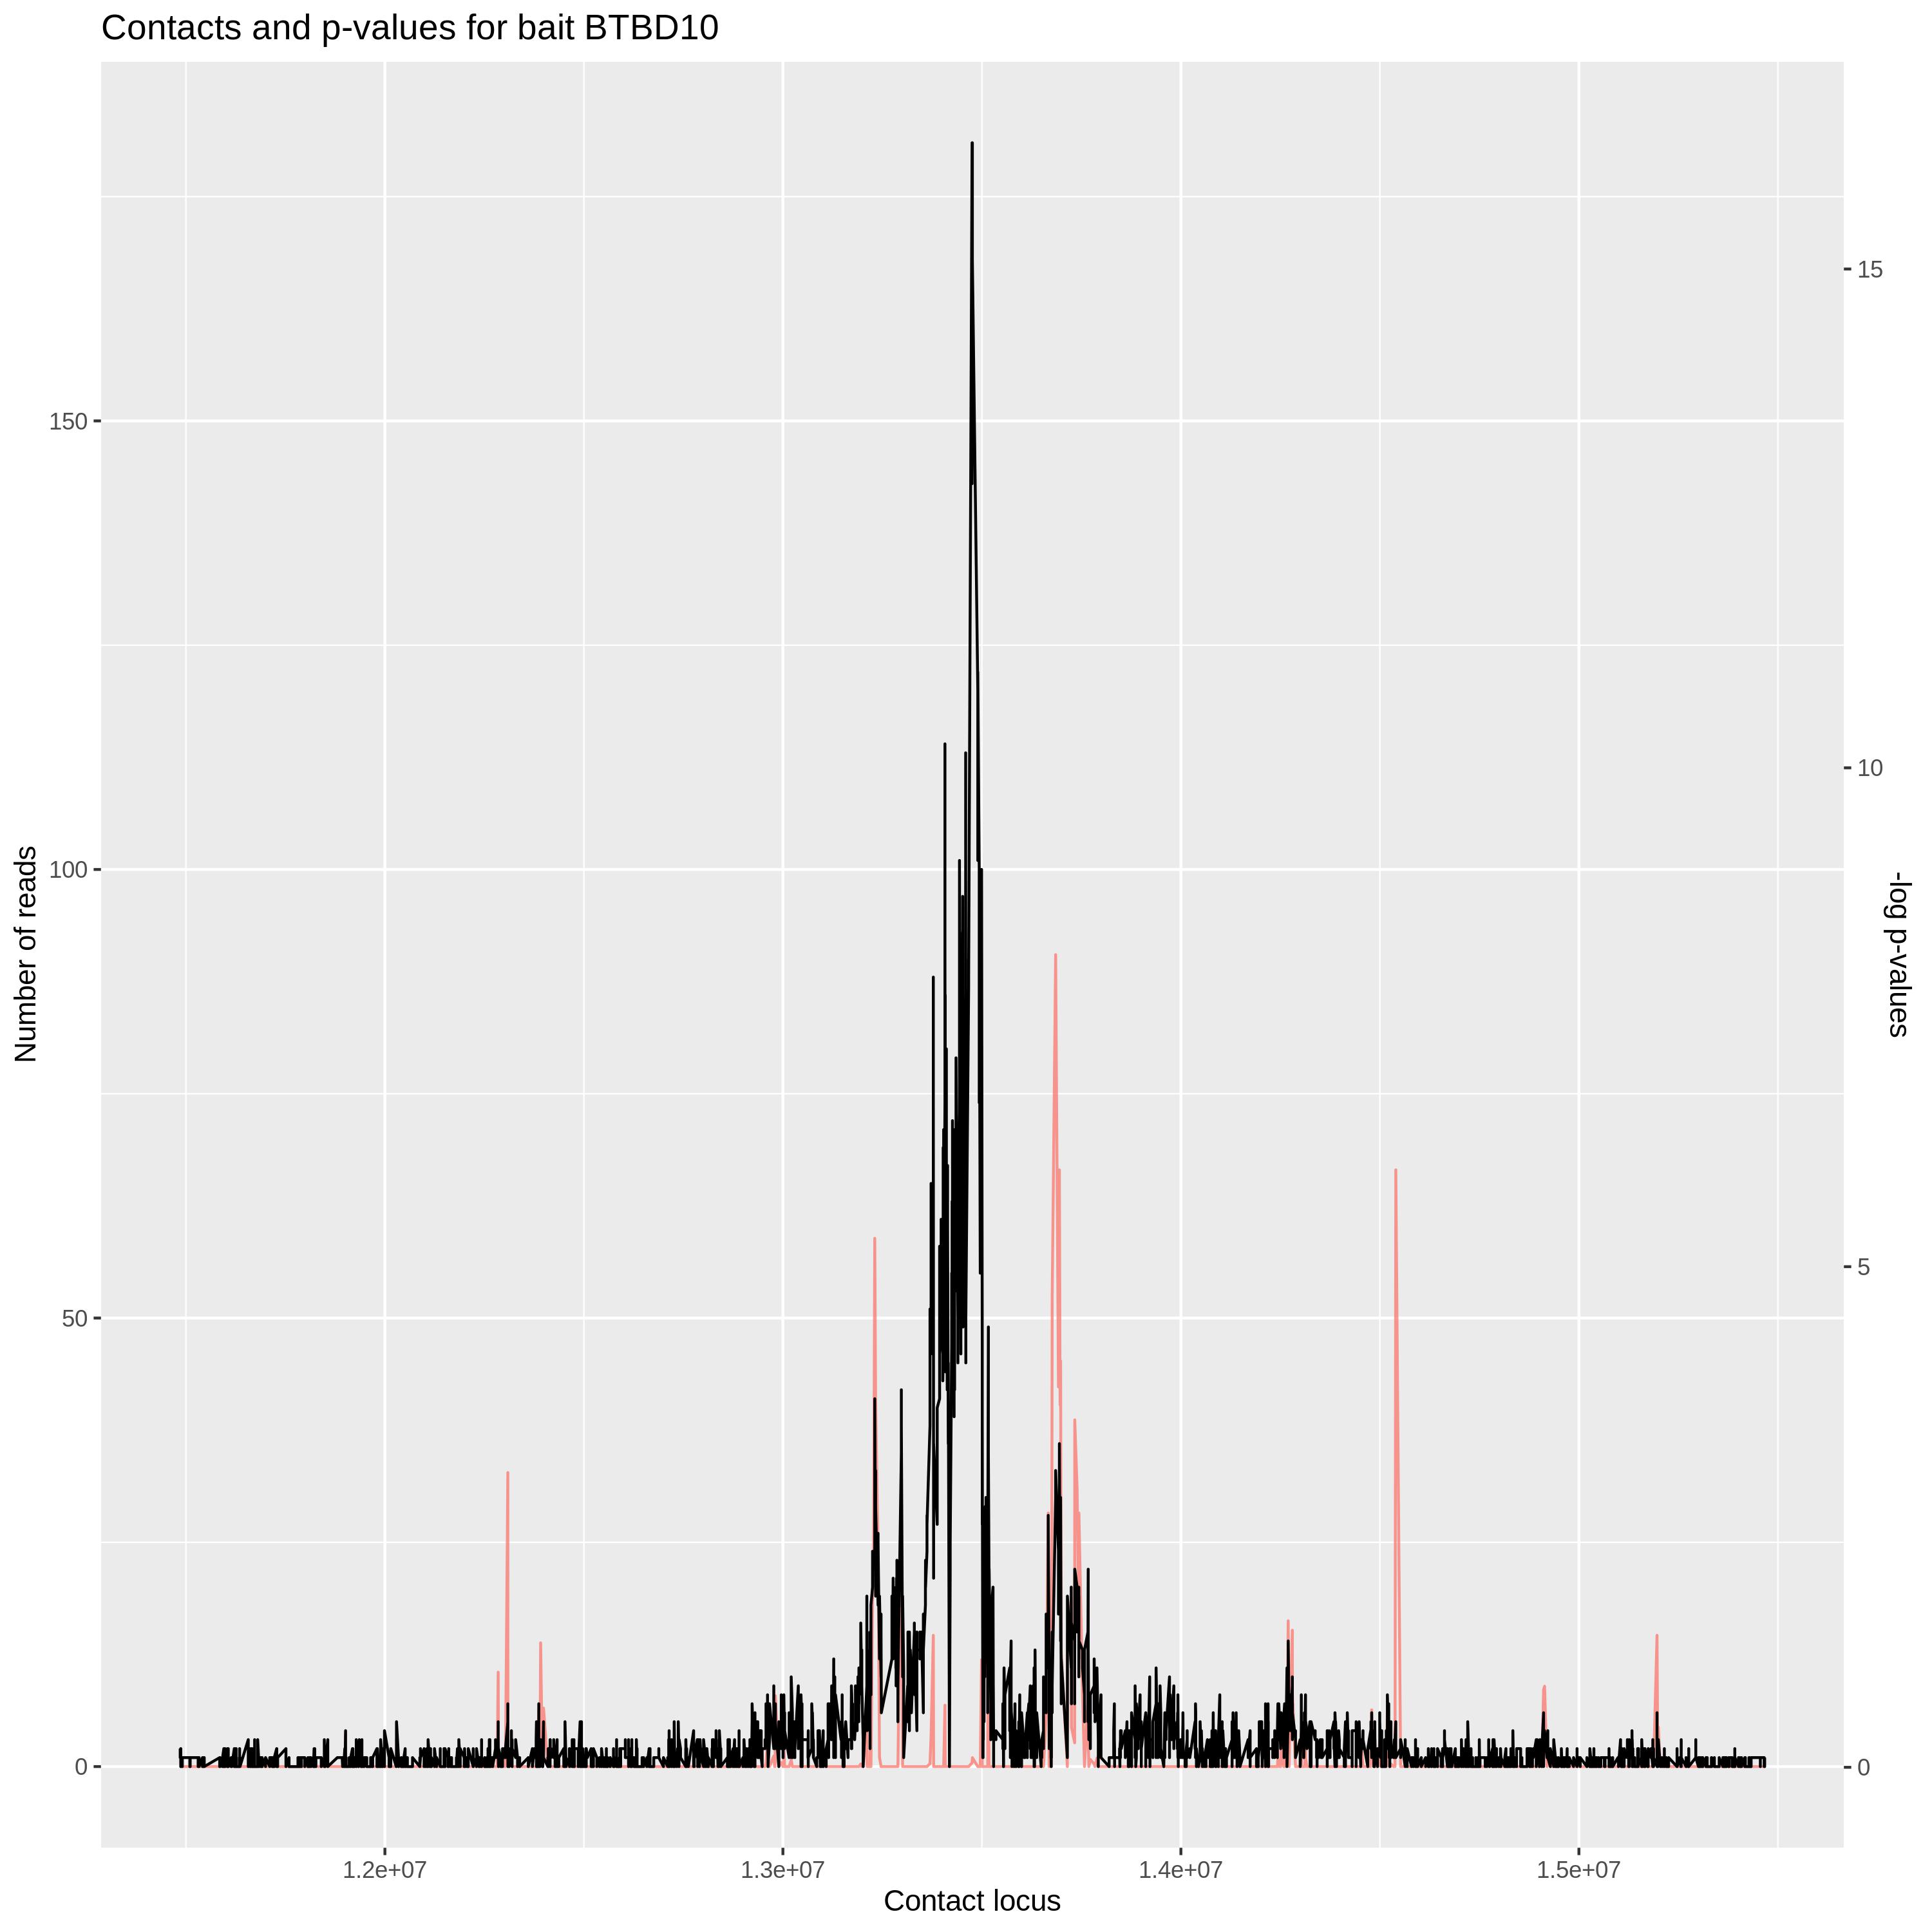 Contacts and p-values for bait BTBD10
Number of reads
150
100
50
0
15
10
5
0
-log p-values
1.2e+07 1.3e+07 1.4e+07 1.5e+07
Contact locus